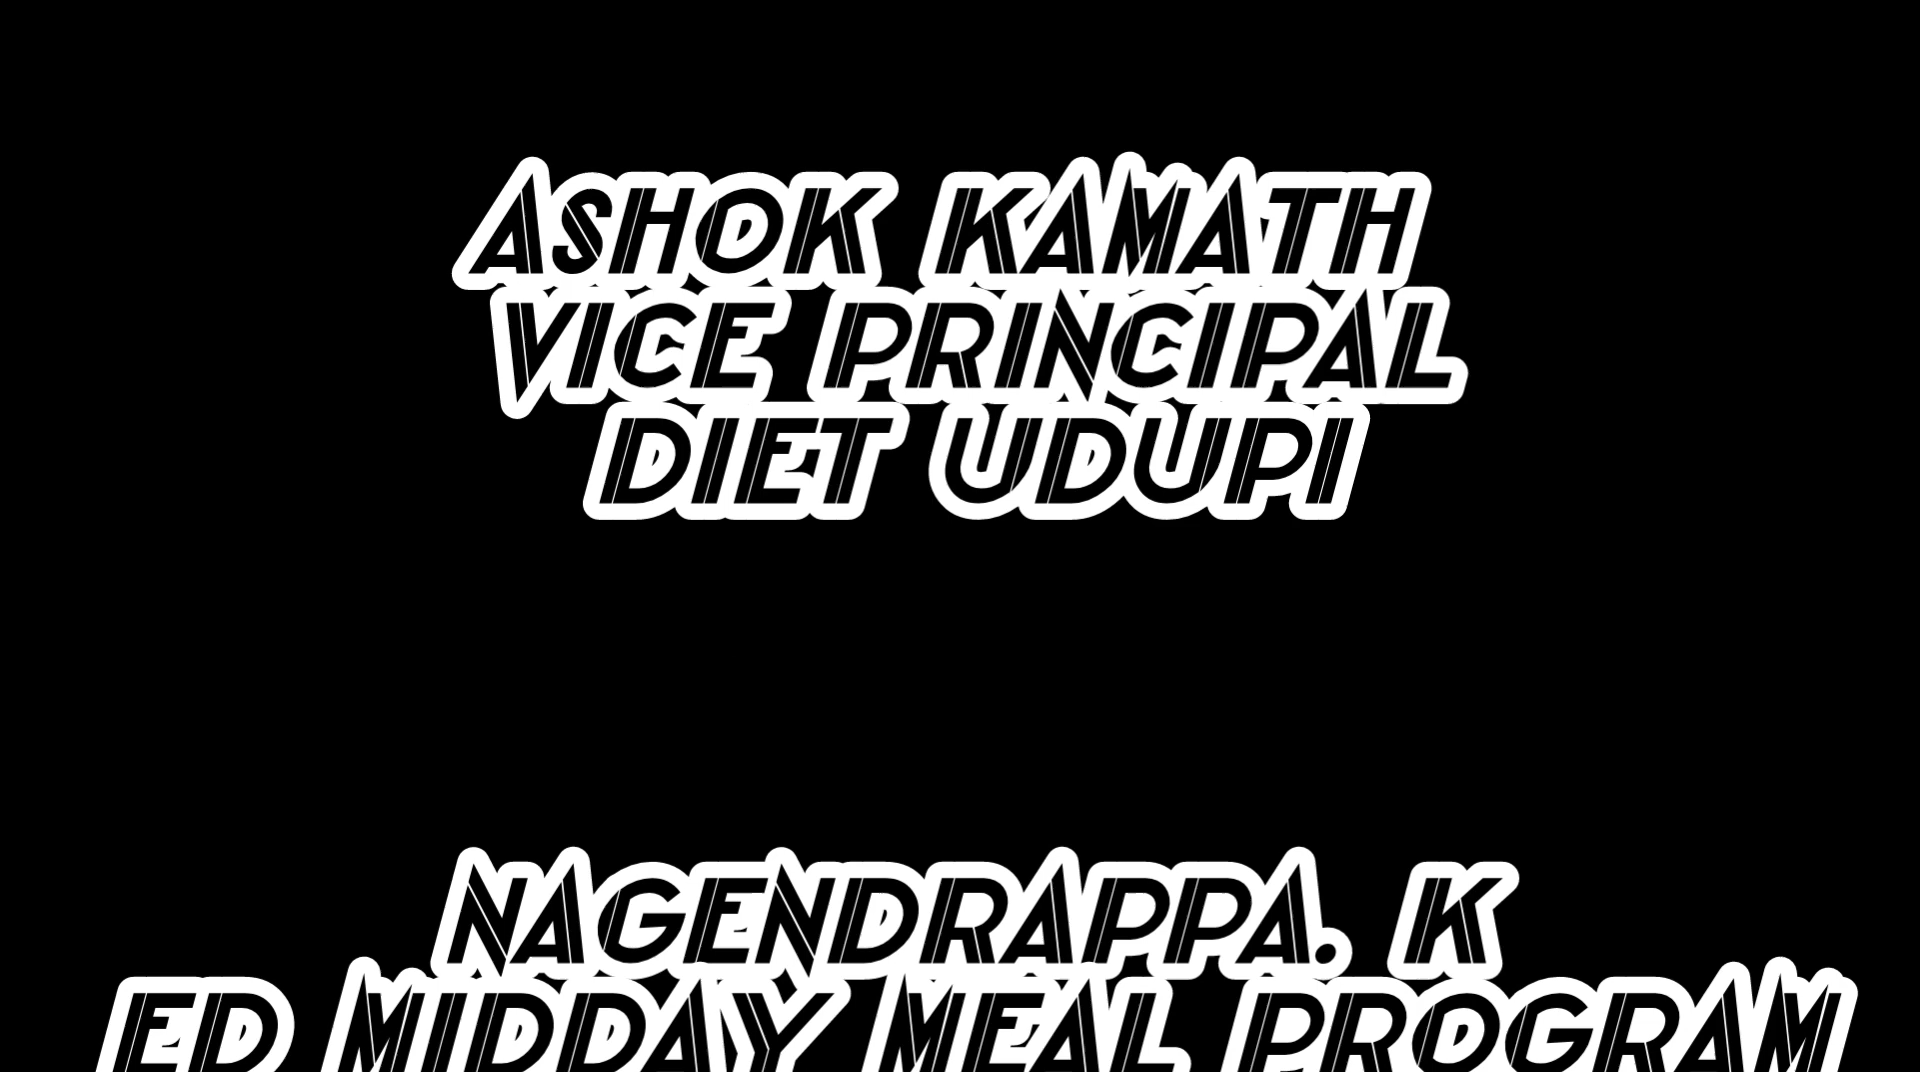 ASHOK KAMATH
VICE PRINCIPAL
DIET UDUPI
NAGENDRAPPA. K
ED MIDDAY MEAL PROGRAM